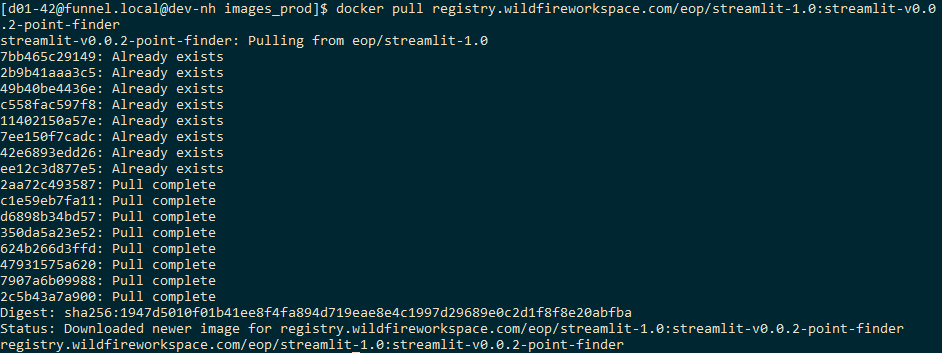 [d01-42@funnel.local@dev-nh images_prod]$ docker pull registry.wildfireworkspace.com/eop/streamlit-1.0:streamlit-v0.0
.2-point-finder
streamlit-v0.0.2-point-finder: Pulling from eop/streamlit-1.0
7bb465c29149: Already exists
2b9b41aaa3c5: Already exists
49b40be4436e: Already exists
c558fac597f8: Already exists
11402150a57e: Already exists
7ee150f7cadc: Already exists
42e6893edd26: Already exists
ee12c3d877e5: Already exists
2aa72c493587: Pull complete
c1e59eb7fa11: Pull complete
d6898b34bd57: Pull complete
350da5a23e52: Pull complete
624b266d3ffd: Pull complete
47931575a620: Pull complete
7907a6b09988: Pull complete
2c5b43a7a900: Pull complete
Digest: sha256:1947d5010f01b41ee8f4fa894d719eae8e4c1997d29689e0c2d1f8f8e20abfba
Status: Downloaded newer image for registry.wildfireworkspace.com/eop/streamlit-1.0:streamlit-v0.0.2-point-finder
registry.wildfireworkspace.com/eop/streamlit-1.0:streamlit-v0.0.2-point-finder